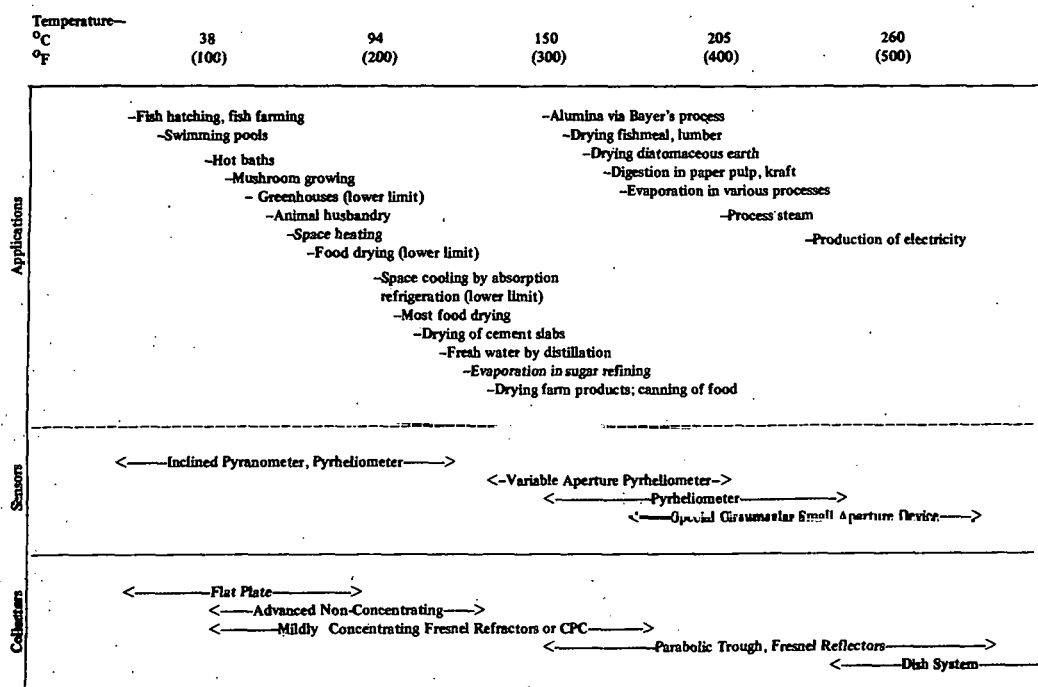 Temperature—
°C 38 94 150 205 260
°F (100) (200) (300) (400) (500)
Applications
–Fish hatching, fish farming
–Swimming pools
–Hot baths
–Mushroom growing
– Greenhouses (lower limit)
–Animal husbandry
–Space heating
–Food drying (lower limit)
–Space cooling by absorption
refrigeration (lower limit)
–Most food drying
–Drying of cement slabs
–Fresh water by distillation
–Evaporation in sugar refining
–Drying farm products; canning of food
–Alumina via Bayer's process
–Drying fishmeal, lumber
–Drying diatomaceous earth
–Digestion in paper pulp, kraft
–Evaporation in various processes
–Process steam
–Production of electricity
Sensors
<——Inclined Pyranometer, Pyrheliometer——>
<–Variable Aperture Pyrheliometer–>
<————Pyrheliometer————>
<——Special Circumsolar Small Aperture Device——>
Collectors
<————Flat Plate————>
<——Advanced Non-Concentrating——>
<———Mildly Concentrating Fresnel Refractors or CPC———>
<————Parabolic Trough, Fresnel Reflectors————>
<———Dish System———